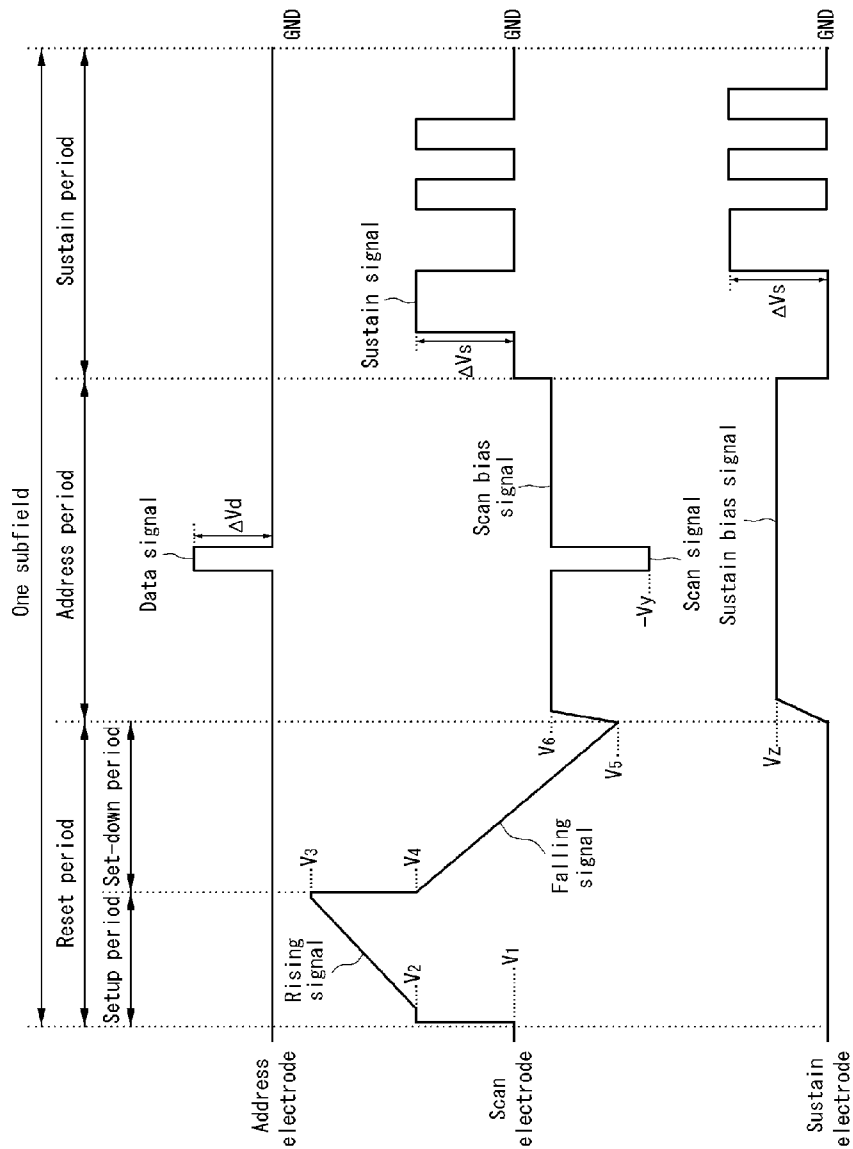 One subfield
Reset period
Address period
Sustain period
Setup period
Set-down period
Data signal
ΔVd
Address
electrode
GND
Rising
signal
V3
V2
V4
V1
Falling
signal
V6
V5
Scan bias
signal
-Vy
Scan signal
Sustain signal
ΔVs
Scan
electrode
GND
Sustain bias signal
Vz
ΔVs
Sustain
electrode
GND